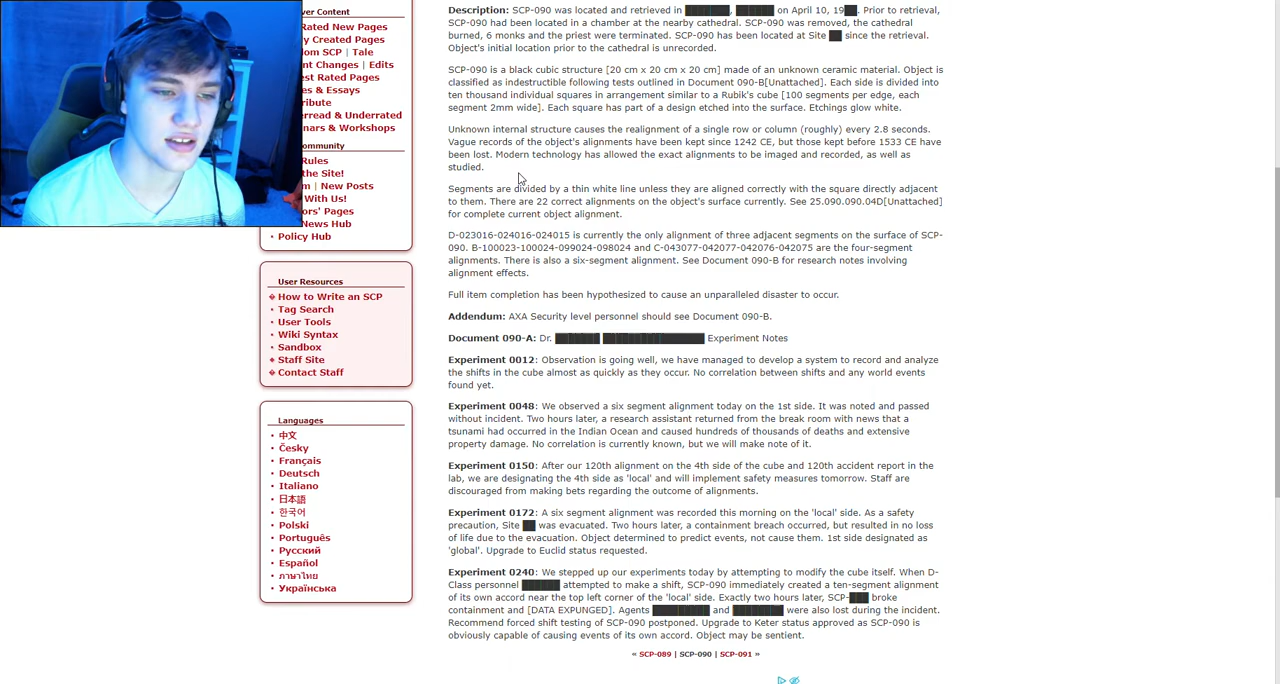 ver Content
Rated New Pages
y Created Pages
om SCP | Tale
nt Changes | Edits
est Rated Pages
es & Essays
ribute
erread & Underrated
nars & Workshops
ommunity
Rules
the Site!
m | New Posts
With Us!
ors' Pages
News Hub
Policy Hub
User Resources
How to Write an SCP
Tag Search
User Tools
Wiki Syntax
Sandbox
Staff Site
Contact Staff
Languages
中文
Česky
Français
Deutsch
Italiano
日本語
한국어
Polski
Português
Русский
Español
ภาษาไทย
Українська
Description: SCP-090 was located and retrieved in ███████, ██████ on April 10, 19██. Prior to retrieval,
SCP-090 had been located in a chamber at the nearby cathedral. SCP-090 was removed, the cathedral
burned, 6 monks and the priest were terminated. SCP-090 has been located at Site ██ since the retrieval.
Object's initial location prior to the cathedral is unrecorded.
SCP-090 is a black cubic structure [20 cm x 20 cm x 20 cm] made of an unknown ceramic material. Object is
classified as indestructible following tests outlined in Document 090-B[Unattached]. Each side is divided into
ten thousand individual squares in arrangement similar to a Rubik's cube [100 segments per edge, each
segment 2mm wide]. Each square has part of a design etched into the surface. Etchings glow white.
Unknown internal structure causes the realignment of a single row or column (roughly) every 2.8 seconds.
Vague records of the object's alignments have been kept since 1242 CE, but those kept before 1533 CE have
been lost. Modern technology has allowed the exact alignments to be imaged and recorded, as well as
studied.
Segments are divided by a thin white line unless they are aligned correctly with the square directly adjacent
to them. There are 22 correct alignments on the object's surface currently. See 25.090.090.04D[Unattached]
for complete current object alignment.
D-023016-024016-024015 is currently the only alignment of three adjacent segments on the surface of SCP-
090. B-100023-100024-099024-098024 and C-043077-042077-042076-042075 are the four-segment
alignments. There is also a six-segment alignment. See Document 090-B for research notes involving
alignment effects.
Full item completion has been hypothesized to cause an unparalleled disaster to occur.
Addendum: AXA Security level personnel should see Document 090-B.
Document 090-A: Dr. ███████ ████████████████ Experiment Notes
Experiment 0012: Observation is going well, we have managed to develop a system to record and analyze
the shifts in the cube almost as quickly as they occur. No correlation between shifts and any world events
found yet.
Experiment 0048: We observed a six segment alignment today on the 1st side. It was noted and passed
without incident. Two hours later, a research assistant returned from the break room with news that a
tsunami had occurred in the Indian Ocean and caused hundreds of thousands of deaths and extensive
property damage. No correlation is currently known, but we will make note of it.
Experiment 0150: After our 120th alignment on the 4th side of the cube and 120th accident report in the
lab, we are designating the 4th side as 'local' and will implement safety measures tomorrow. Staff are
discouraged from making bets regarding the outcome of alignments.
Experiment 0172: A six segment alignment was recorded this morning on the 'local' side. As a safety
precaution, Site ██ was evacuated. Two hours later, a containment breach occurred, but resulted in no loss
of life due to the evacuation. Object determined to predict events, not cause them. 1st side designated as
'global'. Upgrade to Euclid status requested.
Experiment 0240: We stepped up our experiments today by attempting to modify the cube itself. When D-
Class personnel ██████ attempted to make a shift, SCP-090 immediately created a ten-segment alignment
of its own accord near the top left corner of the 'local' side. Exactly two hours later, SCP-███ broke
containment and [DATA EXPUNGED]. Agents █████████ and ████████ were also lost during the incident.
Recommend forced shift testing of SCP-090 postponed. Upgrade to Keter status approved as SCP-090 is
obviously capable of causing events of its own accord. Object may be sentient.
« SCP-089 | SCP-090 | SCP-091 »